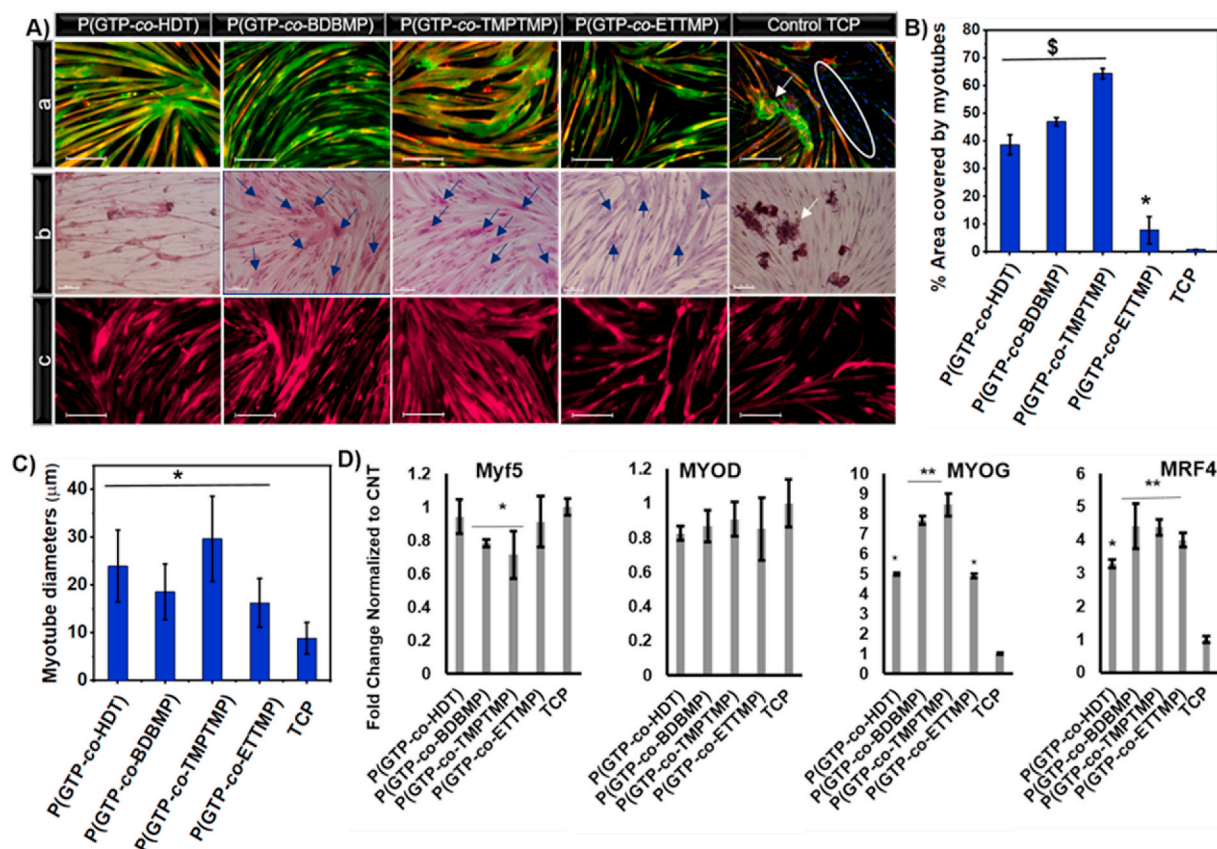 A) P(GTP-co-HDT) P(GTP-co-BDBMP) P(GTP-co-TMPTMP) P(GTP-co-ETTMP) Control TCP
a
b
c
B)
% Area covered by myotubes
80
70
60
50
40
30
20
10
0
$
*
P(GTP-co-HDT)
P(GTP-co-BDBMP)
P(GTP-co-TMPTMP)
P(GTP-co-ETTMP)
TCP
C)
Myotube diameters (μm)
40
30
20
10
0
*
P(GTP-co-HDT)
P(GTP-co-BDBMP)
P(GTP-co-TMPTMP)
P(GTP-co-ETTMP)
TCP
D)
Fold Change Normalized to CNT
Myf5
1.2
1
0.8
0.6
0.4
0.2
0
*
P(GTP-co-HDT)
P(GTP-co-BDBMP)
P(GTP-co-TMPTMP)
P(GTP-co-ETTMP)
TCP
MYOD
1.2
1
0.8
0.6
0.4
0.2
0
P(GTP-co-HDT)
P(GTP-co-BDBMP)
P(GTP-co-TMPTMP)
P(GTP-co-ETTMP)
TCP
MYOG
10
9
8
7
6
5
4
3
2
1
0
*
**
*
P(GTP-co-HDT)
P(GTP-co-BDBMP)
P(GTP-co-TMPTMP)
P(GTP-co-ETTMP)
TCP
MRF4
6
5
4
3
2
1
0
*
**
P(GTP-co-HDT)
P(GTP-co-BDBMP)
P(GTP-co-TMPTMP)
P(GTP-co-ETTMP)
TCP